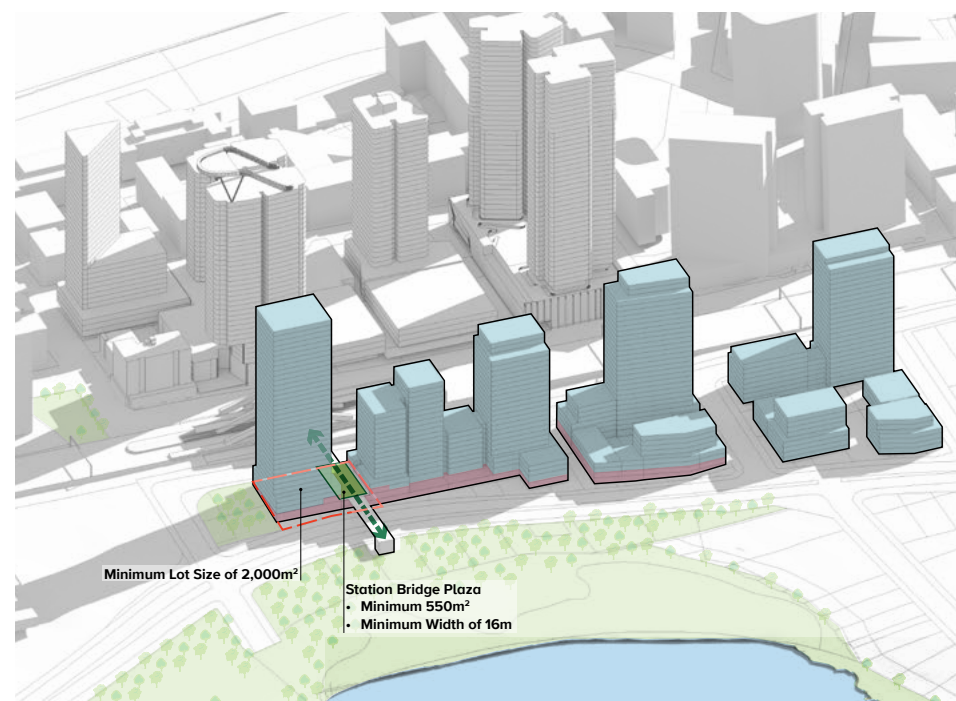 Minimum Lot Size of 2,000m²
Station Bridge Plaza
• Minimum 550m²
• Minimum Width of 16m